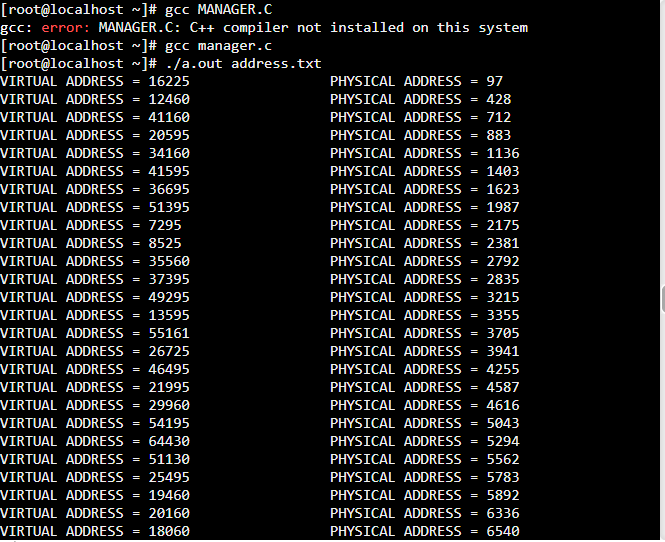 [root@localhost ~]# gcc MANAGER.C
gcc: error: MANAGER.C: C++ compiler not installed on this system
[root@localhost ~]# gcc manager.c
[root@localhost ~]# ./a.out address.txt
VIRTUAL ADDRESS = 16225 PHYSICAL ADDRESS = 97
VIRTUAL ADDRESS = 12460 PHYSICAL ADDRESS = 428
VIRTUAL ADDRESS = 41160 PHYSICAL ADDRESS = 712
VIRTUAL ADDRESS = 20595 PHYSICAL ADDRESS = 883
VIRTUAL ADDRESS = 34160 PHYSICAL ADDRESS = 1136
VIRTUAL ADDRESS = 41595 PHYSICAL ADDRESS = 1403
VIRTUAL ADDRESS = 36695 PHYSICAL ADDRESS = 1623
VIRTUAL ADDRESS = 51395 PHYSICAL ADDRESS = 1987
VIRTUAL ADDRESS = 7295 PHYSICAL ADDRESS = 2175
VIRTUAL ADDRESS = 8525 PHYSICAL ADDRESS = 2381
VIRTUAL ADDRESS = 35560 PHYSICAL ADDRESS = 2792
VIRTUAL ADDRESS = 37395 PHYSICAL ADDRESS = 2835
VIRTUAL ADDRESS = 49295 PHYSICAL ADDRESS = 3215
VIRTUAL ADDRESS = 13595 PHYSICAL ADDRESS = 3355
VIRTUAL ADDRESS = 55161 PHYSICAL ADDRESS = 3705
VIRTUAL ADDRESS = 26725 PHYSICAL ADDRESS = 3941
VIRTUAL ADDRESS = 46495 PHYSICAL ADDRESS = 4255
VIRTUAL ADDRESS = 21995 PHYSICAL ADDRESS = 4587
VIRTUAL ADDRESS = 29960 PHYSICAL ADDRESS = 4616
VIRTUAL ADDRESS = 54195 PHYSICAL ADDRESS = 5043
VIRTUAL ADDRESS = 64430 PHYSICAL ADDRESS = 5294
VIRTUAL ADDRESS = 51130 PHYSICAL ADDRESS = 5562
VIRTUAL ADDRESS = 25495 PHYSICAL ADDRESS = 5783
VIRTUAL ADDRESS = 19460 PHYSICAL ADDRESS = 5892
VIRTUAL ADDRESS = 20160 PHYSICAL ADDRESS = 6336
VIRTUAL ADDRESS = 18060 PHYSICAL ADDRESS = 6540